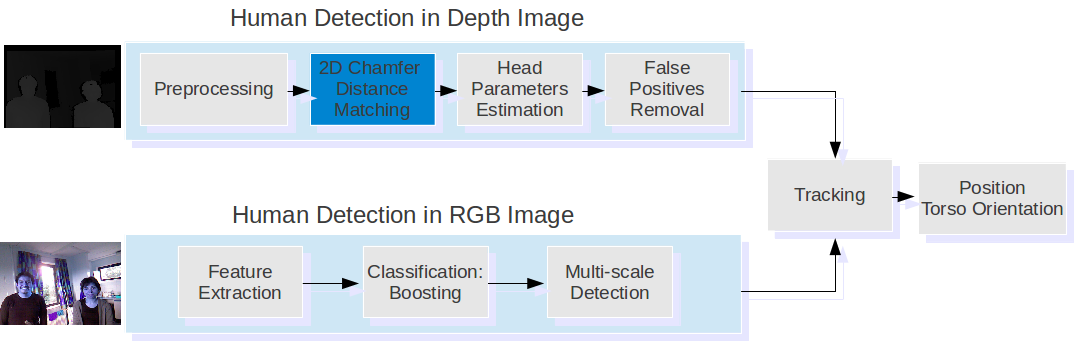 Human Detection in Depth Image
Preprocessing
2D Chamfer
Distance
Matching
Head
Parameters
Estimation
False
Positives
Removal
Tracking
Position
Torso Orientation
Human Detection in RGB Image
Feature
Extraction
Classification:
Boosting
Multi-scale
Detection